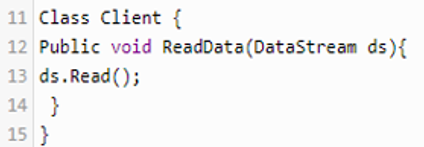 11 Class Client {
12 Public void ReadData(DataStream ds){
13 ds.Read();
14 }
15 }